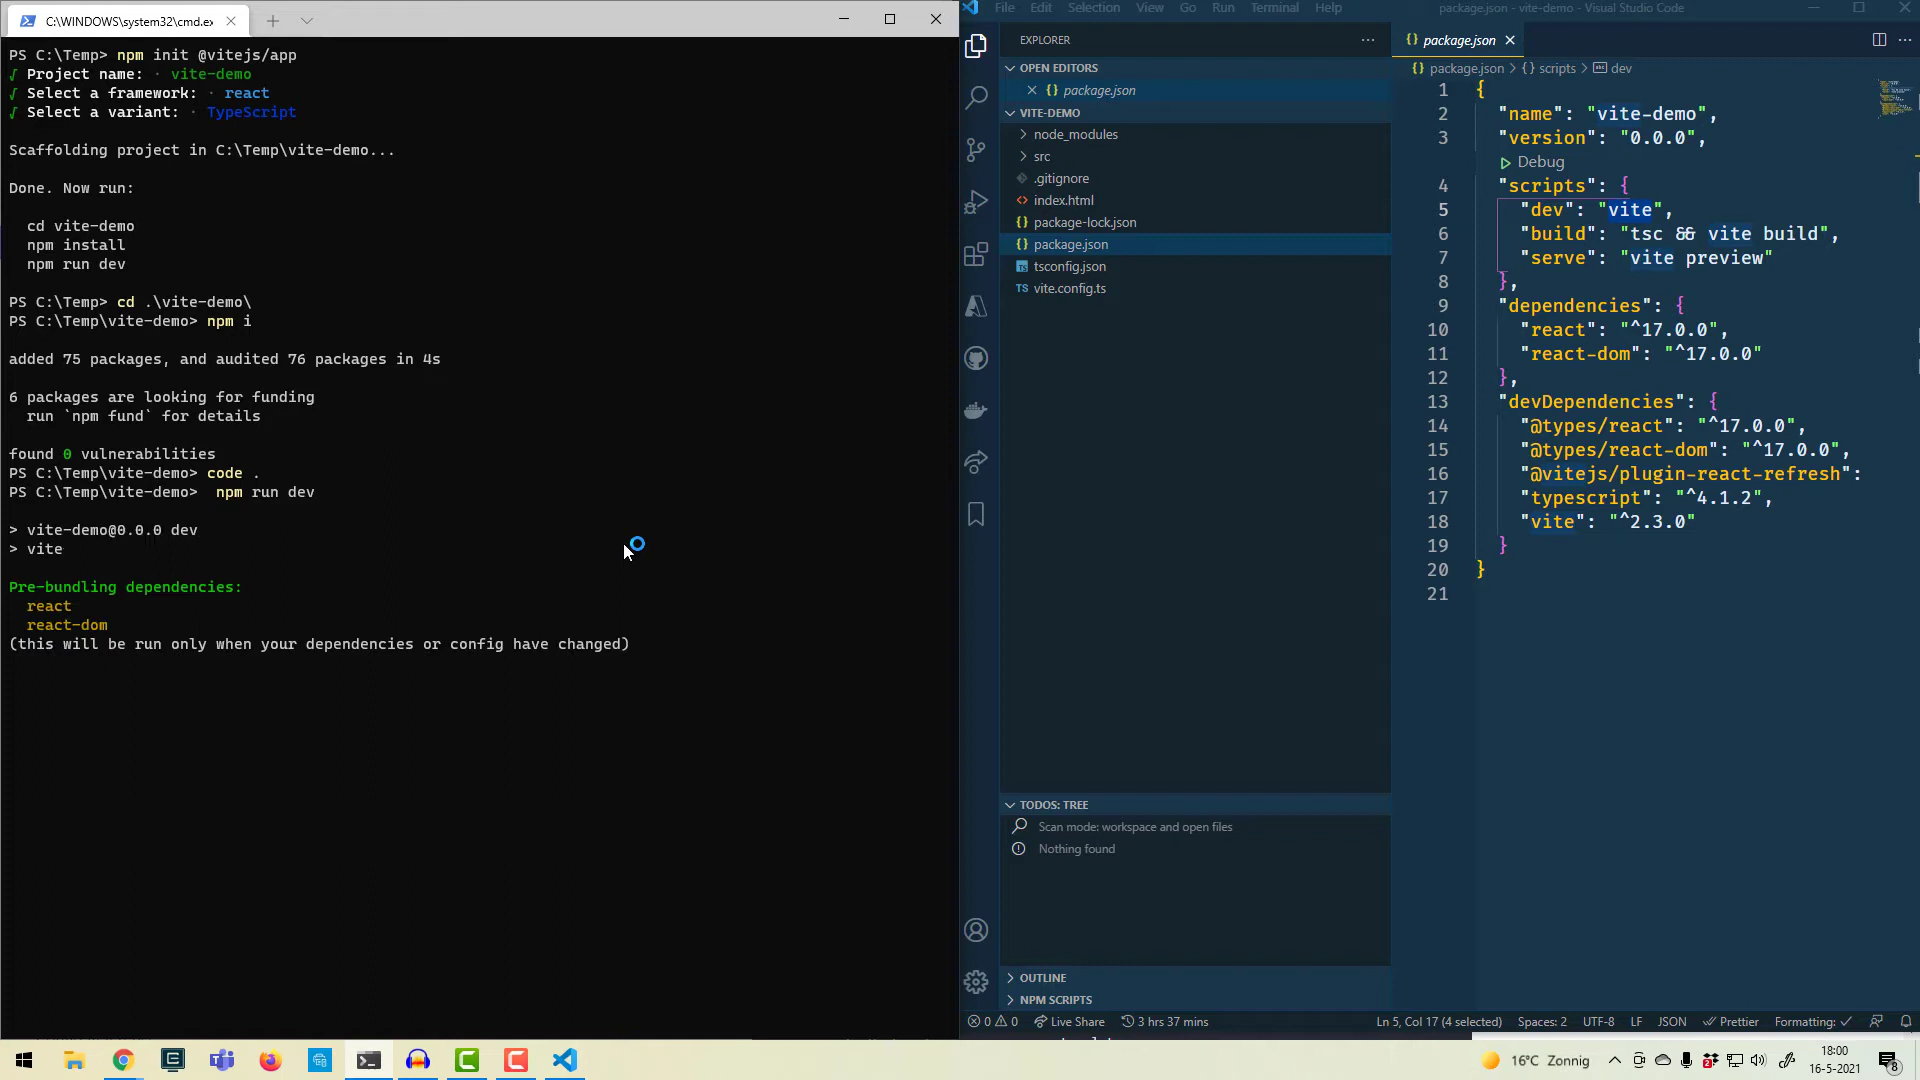 C:\WINDOWS\system32\cmd.ex
PS C:\Temp> npm init @vitejs/app
√ Project name: · vite-demo
√ Select a framework: · react
√ Select a variant: · TypeScript
Scaffolding project in C:\Temp\vite-demo...
Done. Now run:
cd vite-demo
npm install
npm run dev
PS C:\Temp> cd .\vite-demo\
PS C:\Temp\vite-demo> npm i
added 75 packages, and audited 76 packages in 4s
6 packages are looking for funding
run `npm fund` for details
found 0 vulnerabilities
PS C:\Temp\vite-demo> code .
PS C:\Temp\vite-demo>  npm run dev
> vite-demo@0.0.0 dev
> vite
Pre-bundling dependencies:
react
react-dom
(this will be run only when your dependencies or config have changed)
File Edit Selection View Go Run Terminal Help
package.json - vite-demo - Visual Studio Code
EXPLORER
OPEN EDITORS
{} package.json
VITE-DEMO
node_modules
src
.gitignore
index.html
{} package-lock.json
{} package.json
tsconfig.json
TS vite.config.ts
TODOS: TREE
Scan mode: workspace and open files
Nothing found
OUTLINE
NPM SCRIPTS
{} package.json
{} package.json > {} scripts > abc dev
1 {
2 "name": "vite-demo",
3 "version": "0.0.0",
Debug
4 "scripts": {
5 "dev": "vite",
6 "build": "tsc && vite build",
7 "serve": "vite preview"
8 },
9 "dependencies": {
10 "react": "^17.0.0",
11 "react-dom": "^17.0.0"
12 },
13 "devDependencies": {
14 "@types/react": "^17.0.0",
15 "@types/react-dom": "^17.0.0",
16 "@vitejs/plugin-react-refresh":
17 "typescript": "^4.1.2",
18 "vite": "^2.3.0"
19 }
20 }
21
0 0 Live Share 3 hrs 37 mins
Ln 5, Col 17 (4 selected) Spaces: 2 UTF-8 LF JSON Prettier Formatting: ✓
16°C Zonnig
18:00
16-5-2021
8